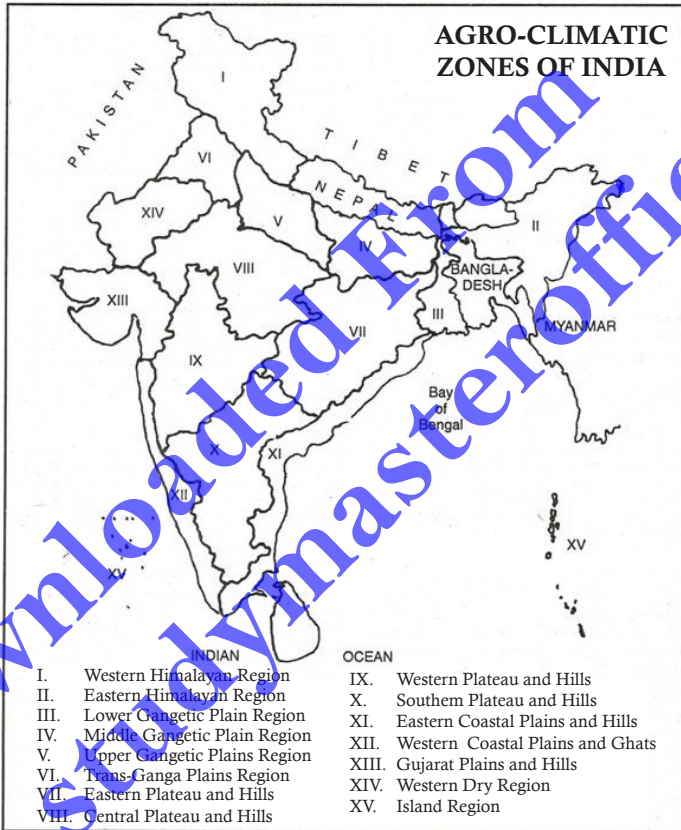 AGRO-CLIMATIC
ZONES OF INDIA
I
PAKISTAN
TIBET
VI
NEPAL
XIV
V
II
IV
VIII
BANGLA-
DESH
XIII
III
VII
MYANMAR
IX
Bay
of
Bengal
X
XI
XII
XV
XV
INDIAN
OCEAN
I. Western Himalayan Region
II. Eastern Himalayan Region
III. Lower Gangetic Plain Region
IV. Middle Gangetic Plain Region
V. Upper Gangetic Plains Region
VI. Trans-Ganga Plains Region
VII. Eastern Plateau and Hills
VIII. Central Plateau and Hills
IX. Western Plateau and Hills
X. Southem Plateau and Hills
XI. Eastern Coastal Plains and Hills
XII. Western Coastal Plains and Ghats
XIII. Gujarat Plains and Hills
XIV. Western Dry Region
XV. Island Region
wnloaded From
studymasteroffic